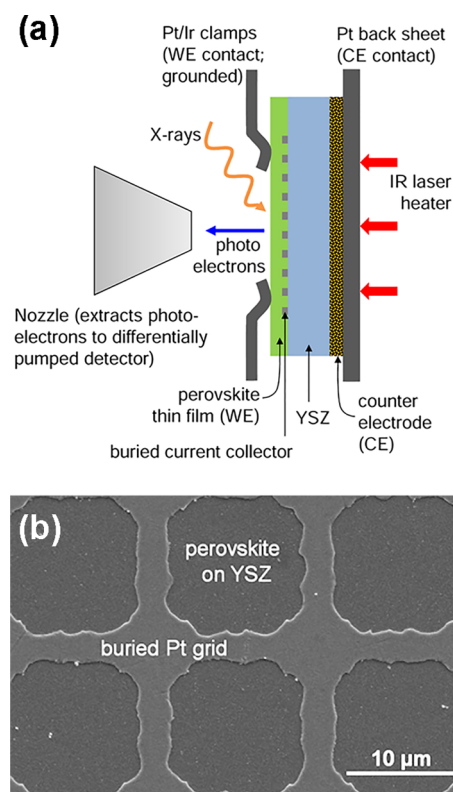 (a)
Pt/Ir clamps
(WE contact;
grounded)
Pt back sheet
(CE contact)
X-rays
IR laser
heater
photo
electrons
Nozzle (extracts photo-
electrons to differentially
pumped detector)
perovskite
thin film (WE)
YSZ
counter
electrode
(CE)
buried current collector
(b)
perovskite
on YSZ
buried Pt grid
10 µm